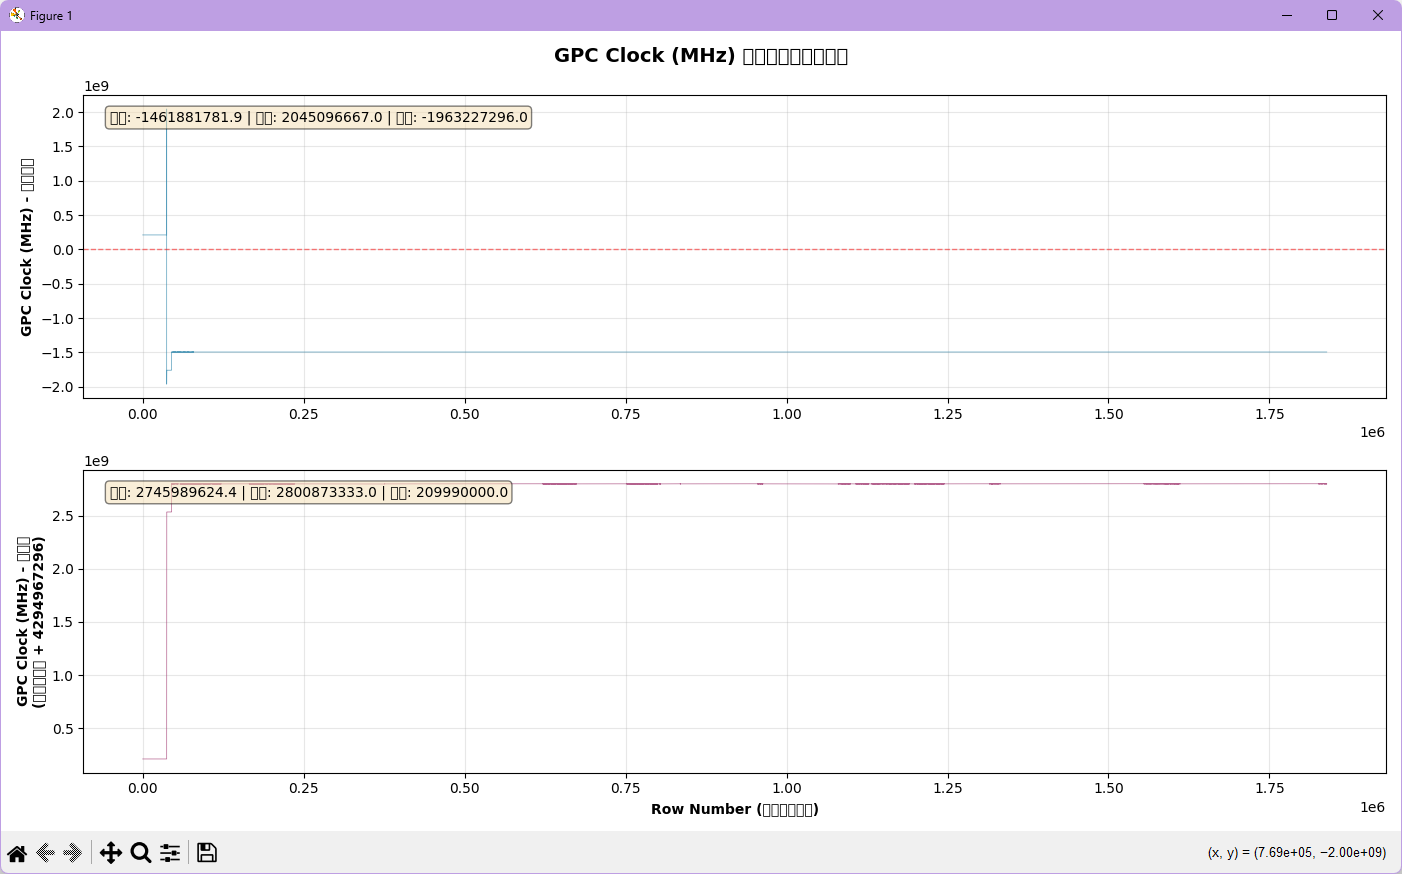 Figure 1
GPC Clock (MHz)
1e9
: -1461881781.9 | : 2045096667.0 | : -1963227296.0
GPC Clock (MHz) -
2.0
1.5
1.0
0.5
0.0
−0.5
−1.0
−1.5
−2.0
0.00 0.25 0.50 0.75 1.00 1.25 1.50 1.75
1e6
1e9
: 2745989624.4 | : 2800873333.0 | : 209990000.0
GPC Clock (MHz) -
( + 4294967296)
2.5
2.0
1.5
1.0
0.5
0.00 0.25 0.50 0.75 1.00 1.25 1.50 1.75
Row Number ()
1e6
(x, y) = (7.69e+05, −2.00e+09)